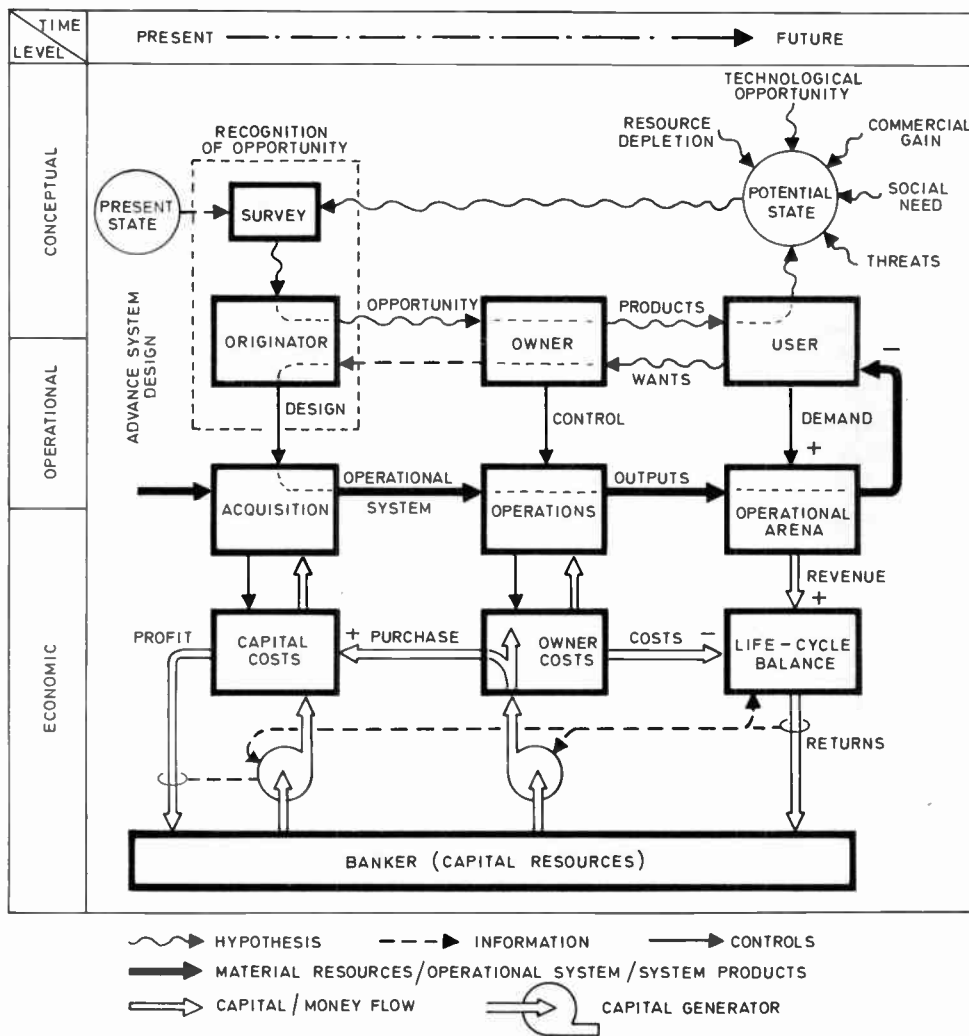 TIME
LEVEL
PRESENT
FUTURE
CONCEPTUAL
OPERATIONAL
ECONOMIC
TECHNOLOGICAL
OPPORTUNITY
RESOURCE
DEPLETION
COMMERCIAL
GAIN
RECOGNITION
OF OPPORTUNITY
PRESENT
STATE
SURVEY
POTENTIAL
STATE
SOCIAL
NEED
THREATS
ADVANCE SYSTEM
DESIGN
ORIGINATOR
OPPORTUNITY
OWNER
PRODUCTS
WANTS
USER
−
DESIGN
CONTROL
DEMAND
+
ACQUISITION
OPERATIONAL
SYSTEM
OPERATIONS
OUTPUTS
OPERATIONAL
ARENA
REVENUE
+
PROFIT
CAPITAL
COSTS
+ PURCHASE
OWNER
COSTS
COSTS −
LIFE-CYCLE
BALANCE
RETURNS
BANKER (CAPITAL RESOURCES)
HYPOTHESIS
INFORMATION
CONTROLS
MATERIAL RESOURCES/OPERATIONAL SYSTEM/SYSTEM PRODUCTS
CAPITAL/MONEY FLOW
CAPITAL GENERATOR